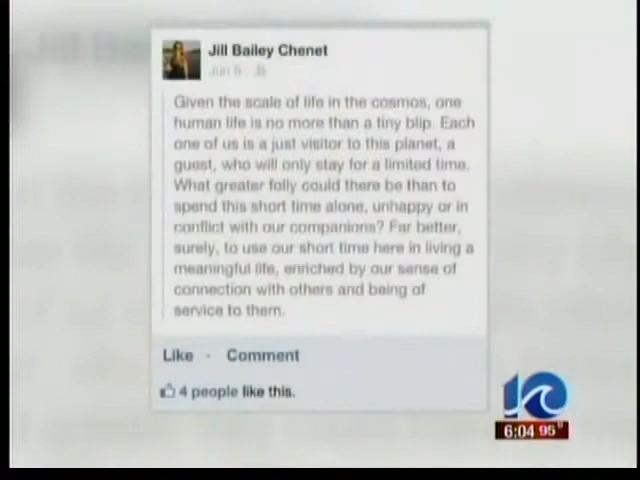 Jill Bailey Chenet
Jun 6
Given the scale of life in the cosmos, one
human life is no more than a tiny blip. Each
one of us is a just visitor to this planet, a
guest, who will only stay for a limited time.
What greater folly could there be than to
spend this short time alone, unhappy or in
conflict with our companions? Far better,
surely, to use our short time here in living a
meaningful life, enriched by our sense of
connection with others and being of
service to them.
Like · Comment
4 people like this.
10
6:04 95°